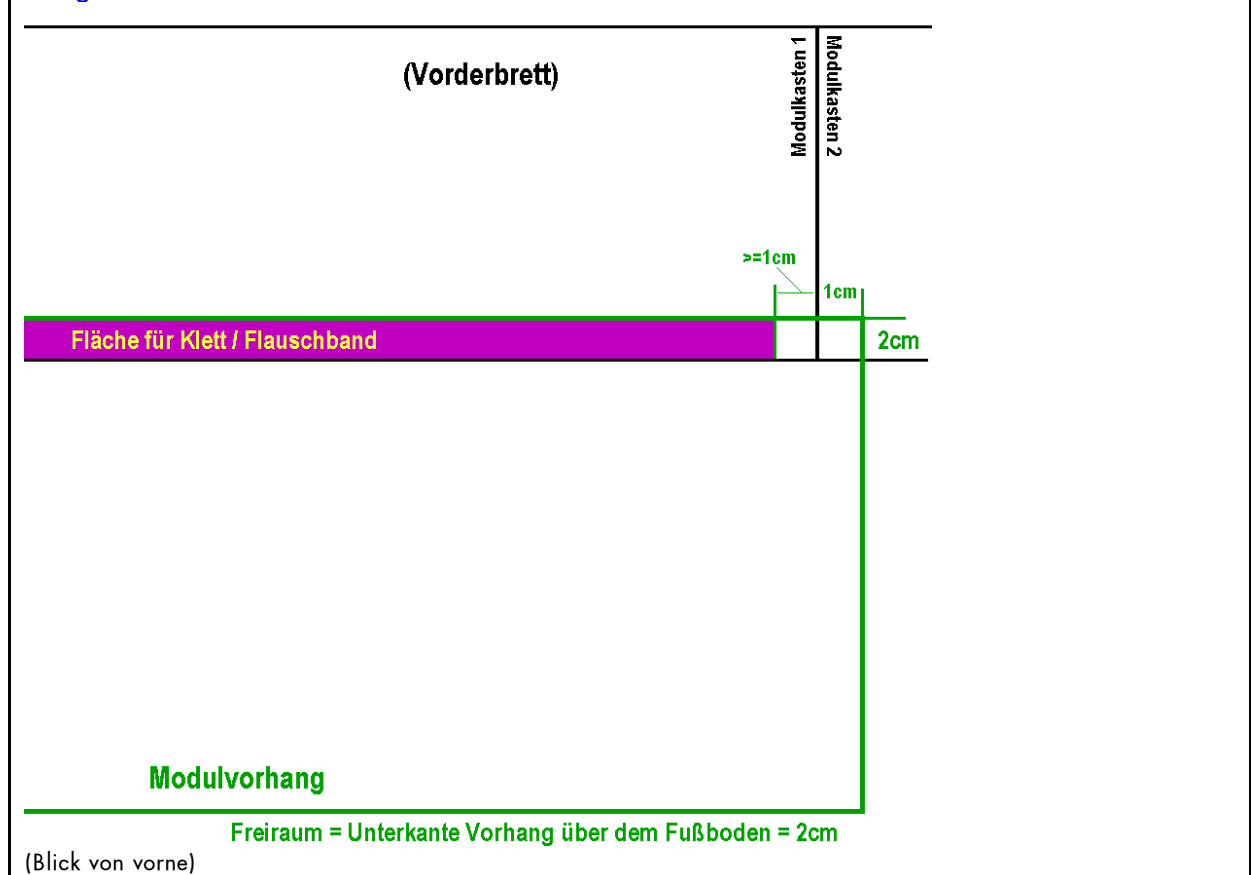 (Vorderbrett)
Modulkasten 1
Modulkasten 2
>=1cm
1cm
Fläche für Klett / Flauschband
2cm
Modulvorhang
Freiraum = Unterkante Vorhang über dem Fußboden = 2cm
(Blick von vorne)